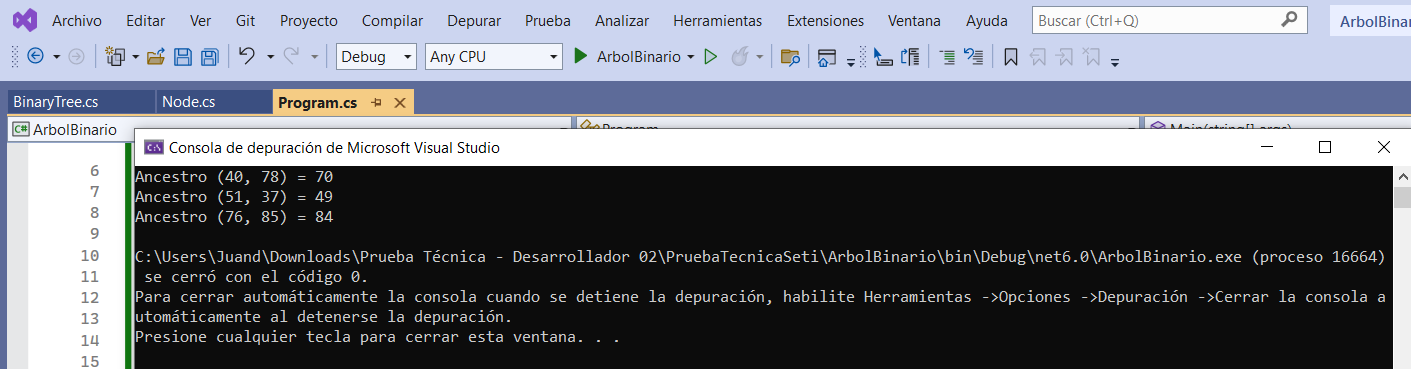 Archivo Editar Ver Git Proyecto Compilar Depurar Prueba Analizar Herramientas Extensiones Ventana Ayuda Buscar (Ctrl+Q) ArbolBinar
Debug Any CPU ArbolBinario
BinaryTree.cs Node.cs Program.cs
C# ArbolBinario Program Main(string[] args)
Consola de depuración de Microsoft Visual Studio
6 Ancestro (40, 78) = 70
7 Ancestro (51, 37) = 49
8 Ancestro (76, 85) = 84
9
10 C:\Users\Juand\Downloads\Prueba Técnica - Desarrollador 02\PruebaTecnicaSeti\ArbolBinario\bin\Debug\net6.0\ArbolBinario.exe (proceso 16664)
11 se cerró con el código 0.
12 Para cerrar automáticamente la consola cuando se detiene la depuración, habilite Herramientas ->Opciones ->Depuración ->Cerrar la consola a
13 utomáticamente al detenerse la depuración.
14 Presione cualquier tecla para cerrar esta ventana. . .
15